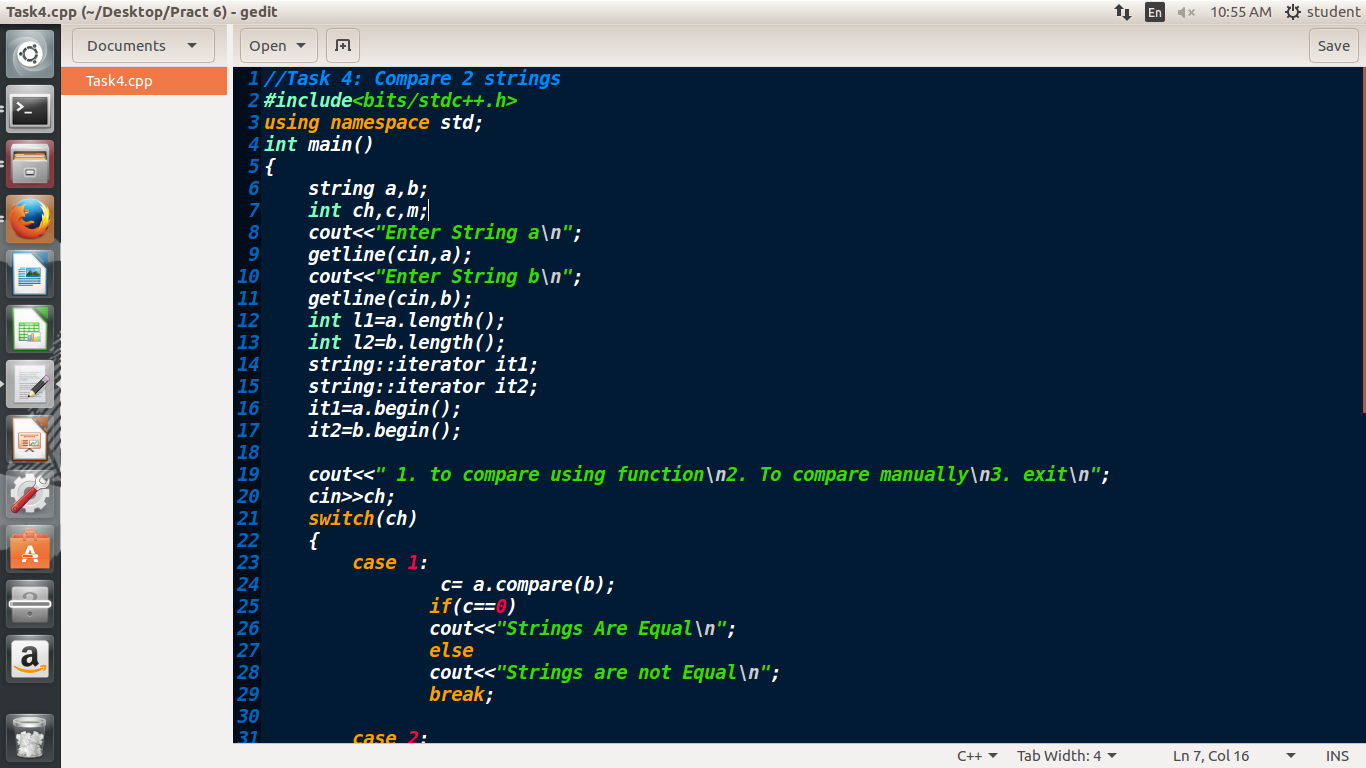 Task4.cpp (~/Desktop/Pract 6) - gedit
En 10:55 AM student
Documents Open Save
Task4.cpp
1 //Task 4: Compare 2 strings
2 #include<bits/stdc++.h>
3 using namespace std;
4 int main()
5 {
6 string a,b;
7 int ch,c,m;
8 cout<<"Enter String a\n";
9 getline(cin,a);
10 cout<<"Enter String b\n";
11 getline(cin,b);
12 int l1=a.length();
13 int l2=b.length();
14 string::iterator it1;
15 string::iterator it2;
16 it1=a.begin();
17 it2=b.begin();
18
19 cout<<" 1. to compare using function\n2. To compare manually\n3. exit\n";
20 cin>>ch;
21 switch(ch)
22 {
23 case 1:
24 c= a.compare(b);
25 if(c==0)
26 cout<<"Strings Are Equal\n";
27 else
28 cout<<"Strings are not Equal\n";
29 break;
30
31 case 2:
C++ Tab Width: 4 Ln 7, Col 16 INS